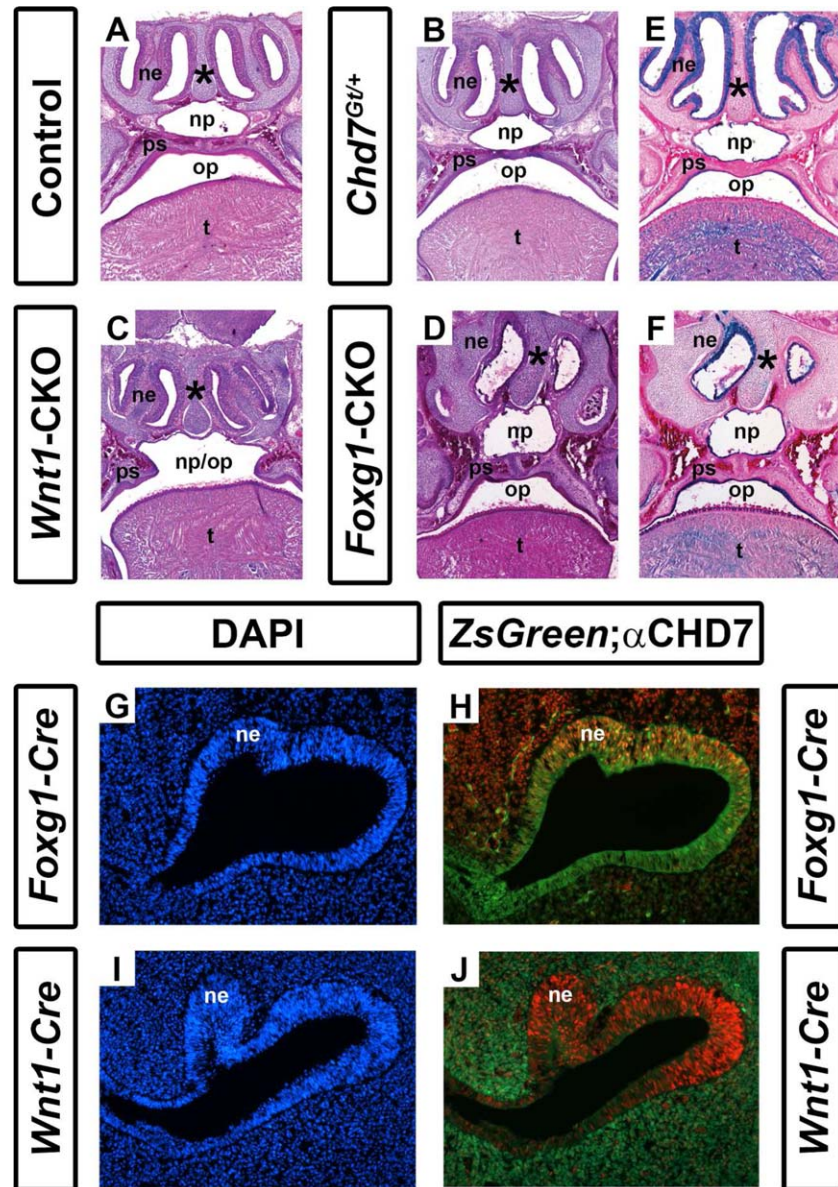 Control
A
ne
*
np
ps
op
t
Chd7^Gt/+
B
ne
*
np
ps
op
t
E
ne
*
np
ps
op
t
Wnt1-CKO
C
ne
*
np/op
ps
t
Foxg1-CKO
D
ne
*
np
ps
op
t
F
ne
*
np
ps
op
t
DAPI
ZsGreen;αCHD7
Foxg1-Cre
G
ne
H
ne
Foxg1-Cre
Wnt1-Cre
I
ne
J
ne
Wnt1-Cre